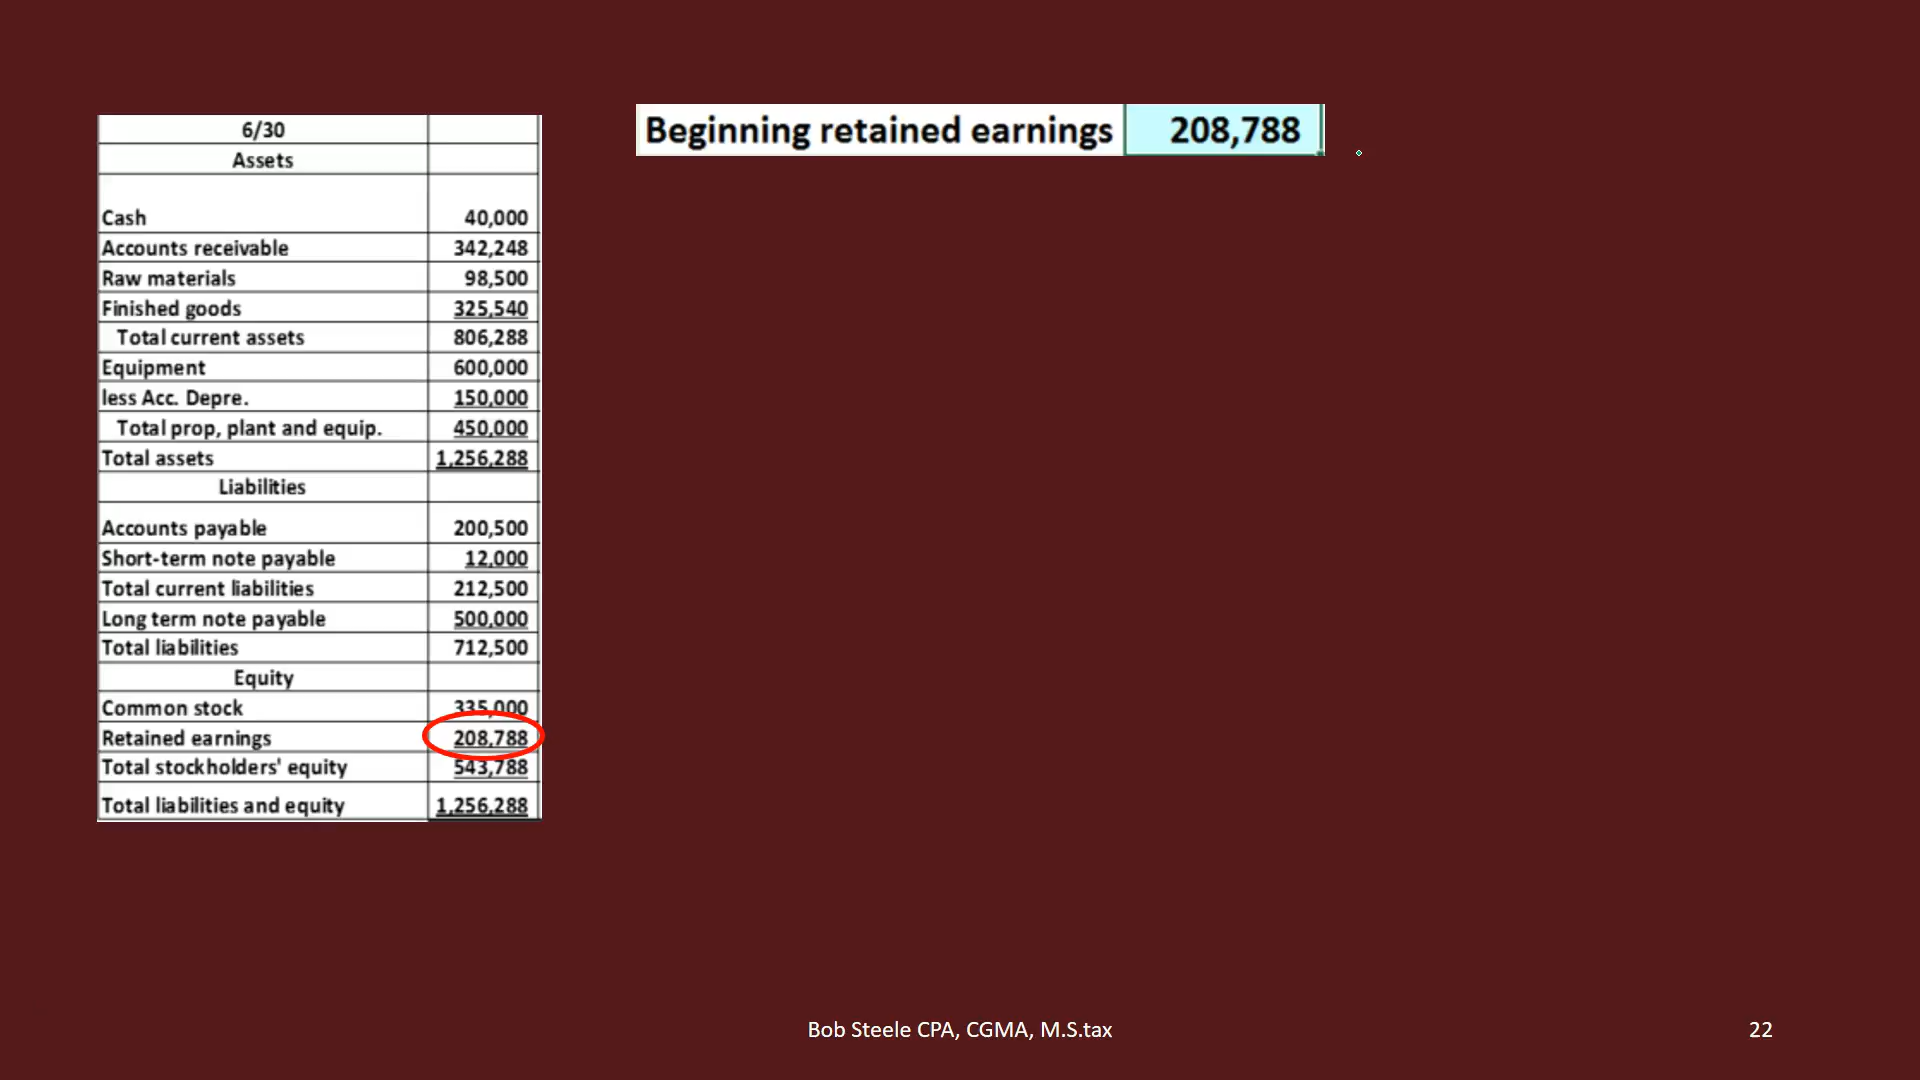 6/30
Assets
Cash 40,000
Accounts receivable 342,248
Raw materials 98,500
Finished goods 325,540
Total current assets 806,288
Equipment 600,000
less Acc. Depre. 150,000
Total prop, plant and equip. 450,000
Total assets 1,256,288
Liabilities
Accounts payable 200,500
Short-term note payable 12,000
Total current liabilities 212,500
Long term note payable 500,000
Total liabilities 712,500
Equity
Common stock 335,000
Retained earnings 208,788
Total stockholders' equity 543,788
Total liabilities and equity 1,256,288
Beginning retained earnings 208,788
Bob Steele CPA, CGMA, M.S.tax
22